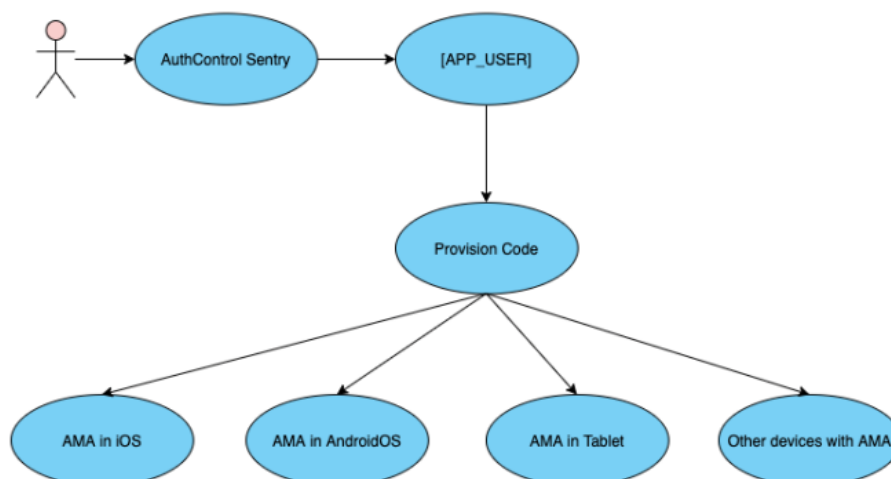 AuthControl Sentry
[APP_USER]
Provision Code
AMA in iOS
AMA in AndroidOS
AMA in Tablet
Other devices with AMA